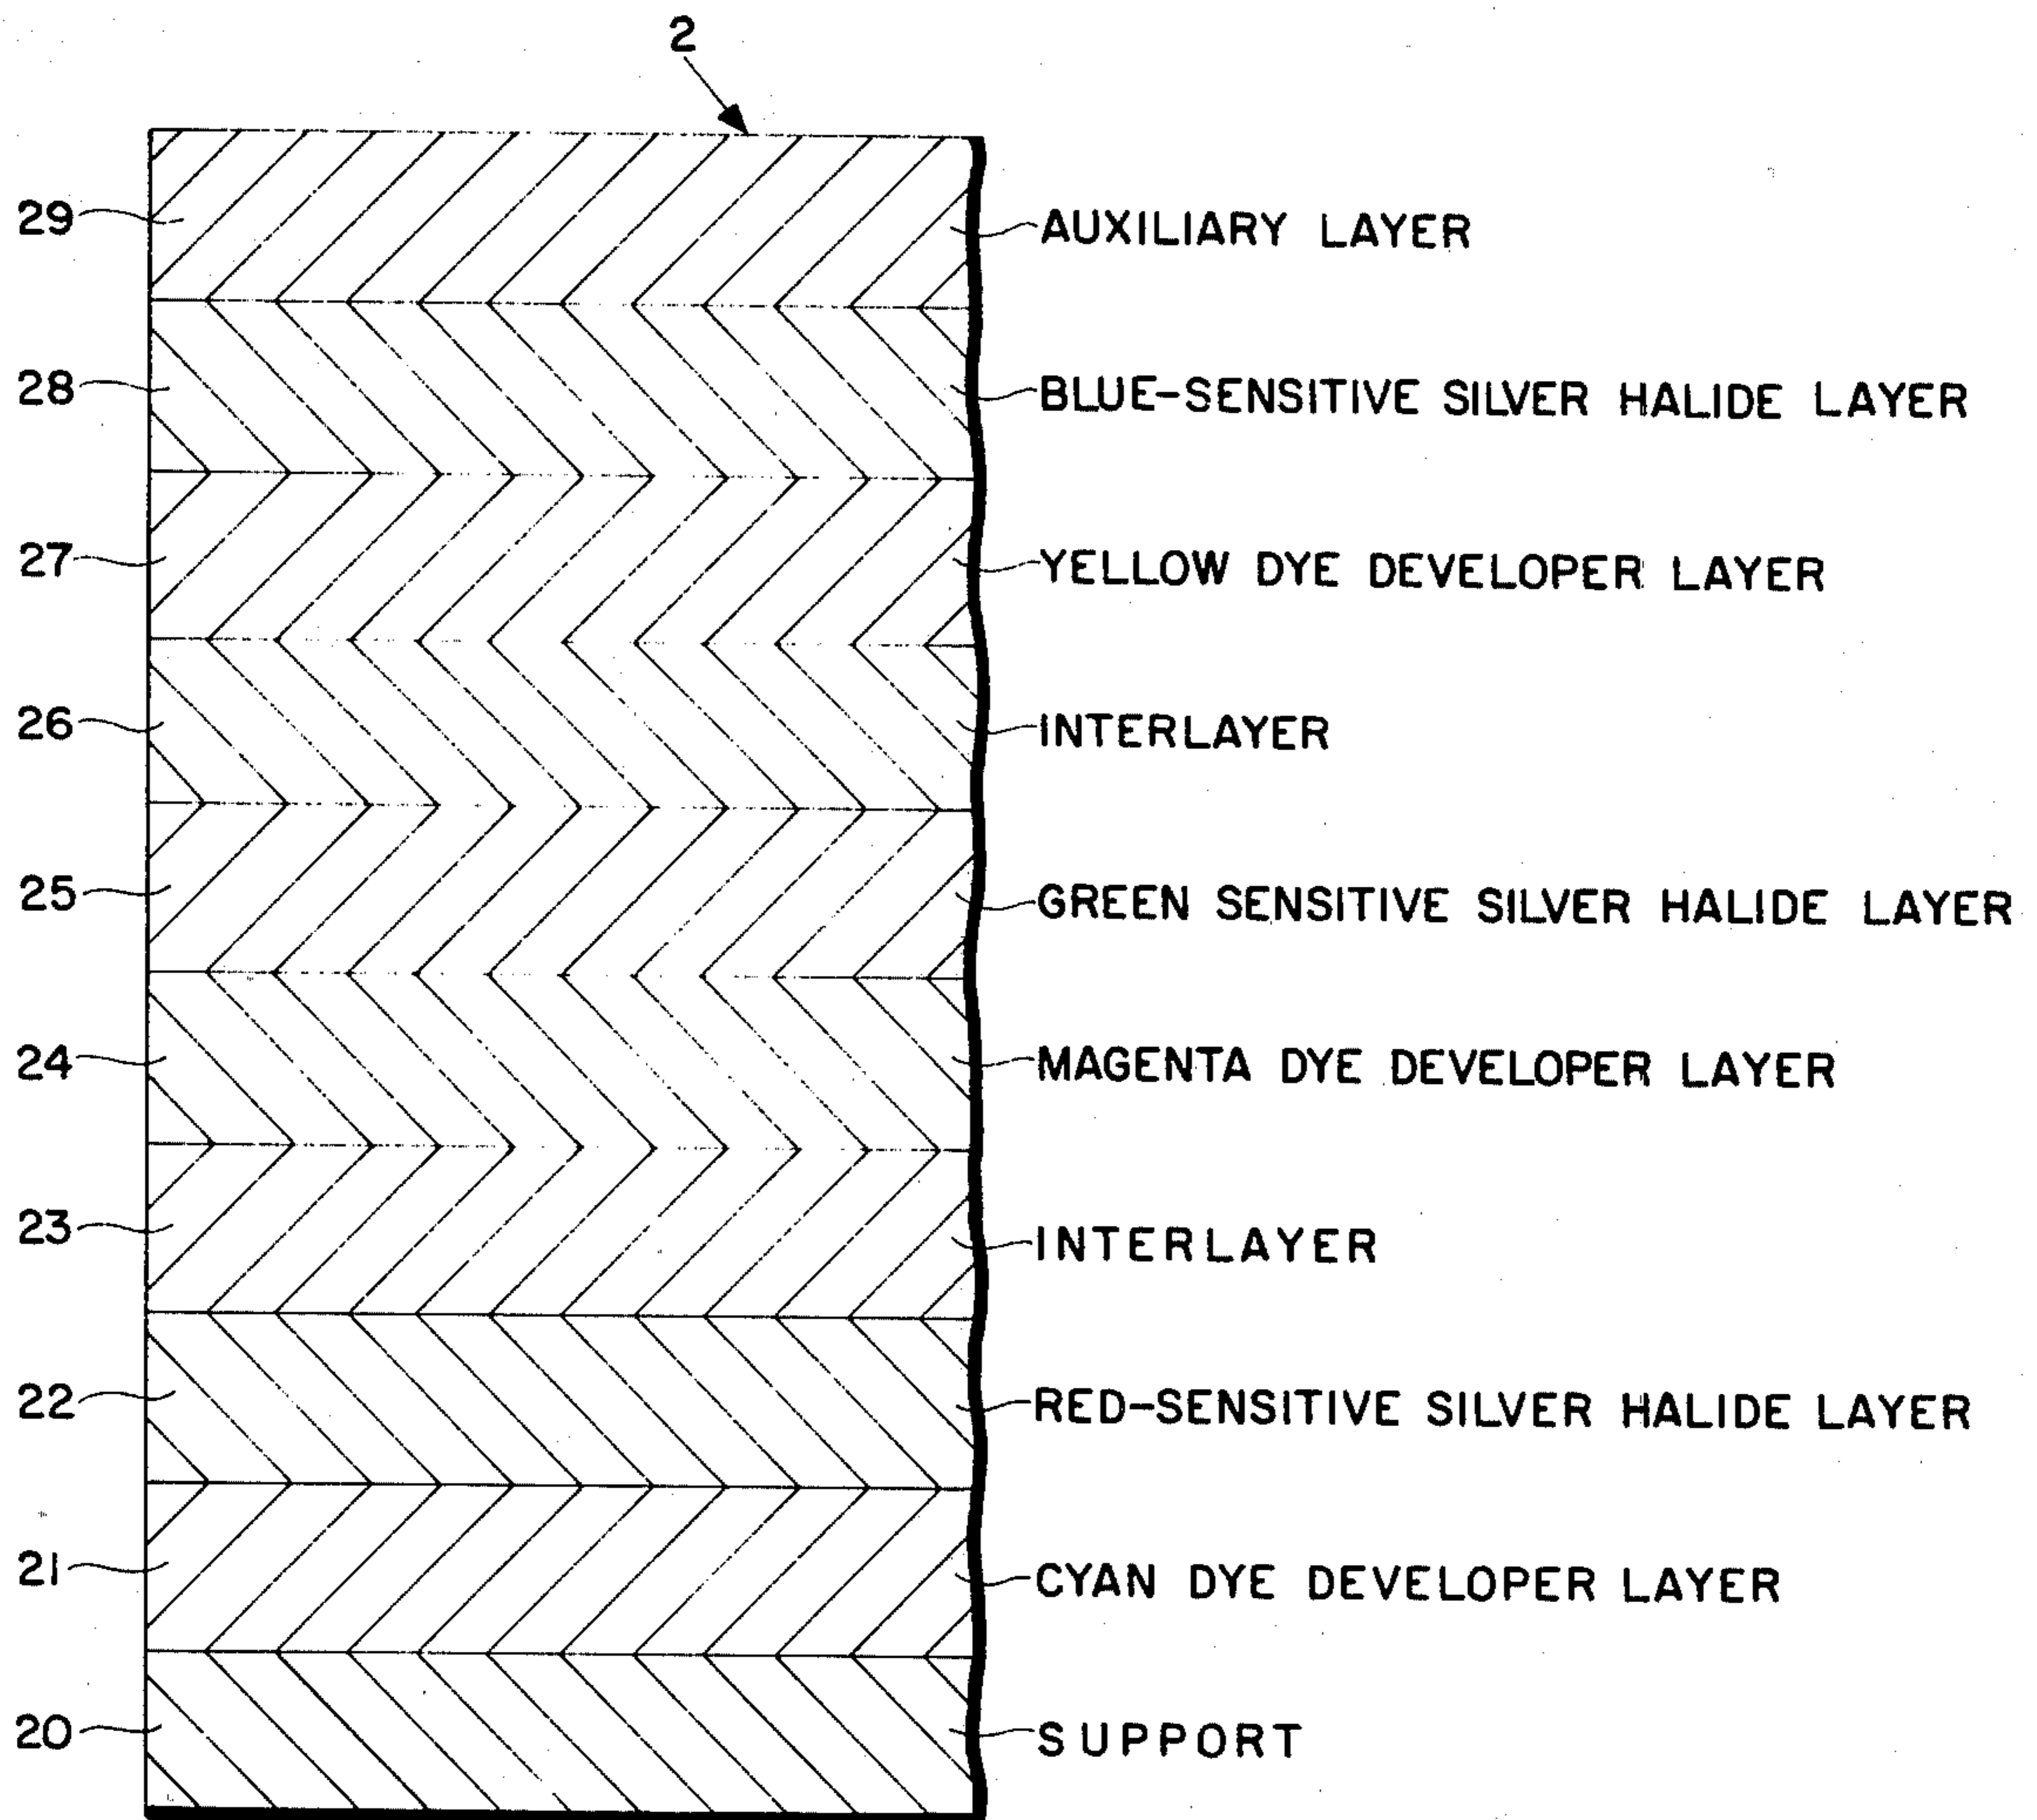 2
29 AUXILIARY LAYER
28 BLUE-SENSITIVE SILVER HALIDE LAYER
27 YELLOW DYE DEVELOPER LAYER
26 INTERLAYER
25 GREEN SENSITIVE SILVER HALIDE LAYER
24 MAGENTA DYE DEVELOPER LAYER
23 INTERLAYER
22 RED-SENSITIVE SILVER HALIDE LAYER
21 CYAN DYE DEVELOPER LAYER
20 SUPPORT